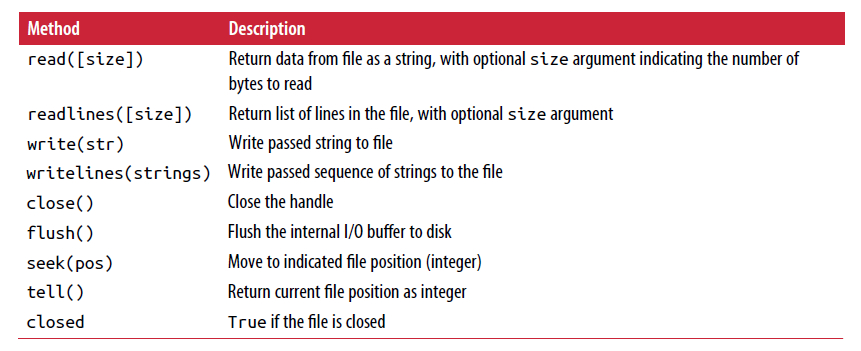 Method Description
read([size]) Return data from file as a string, with optional size argument indicating the number of
bytes to read
readlines([size]) Return list of lines in the file, with optional size argument
write(str) Write passed string to file
writelines(strings) Write passed sequence of strings to the file
close() Close the handle
flush() Flush the internal I/O buffer to disk
seek(pos) Move to indicated file position (integer)
tell() Return current file position as integer
closed True if the file is closed